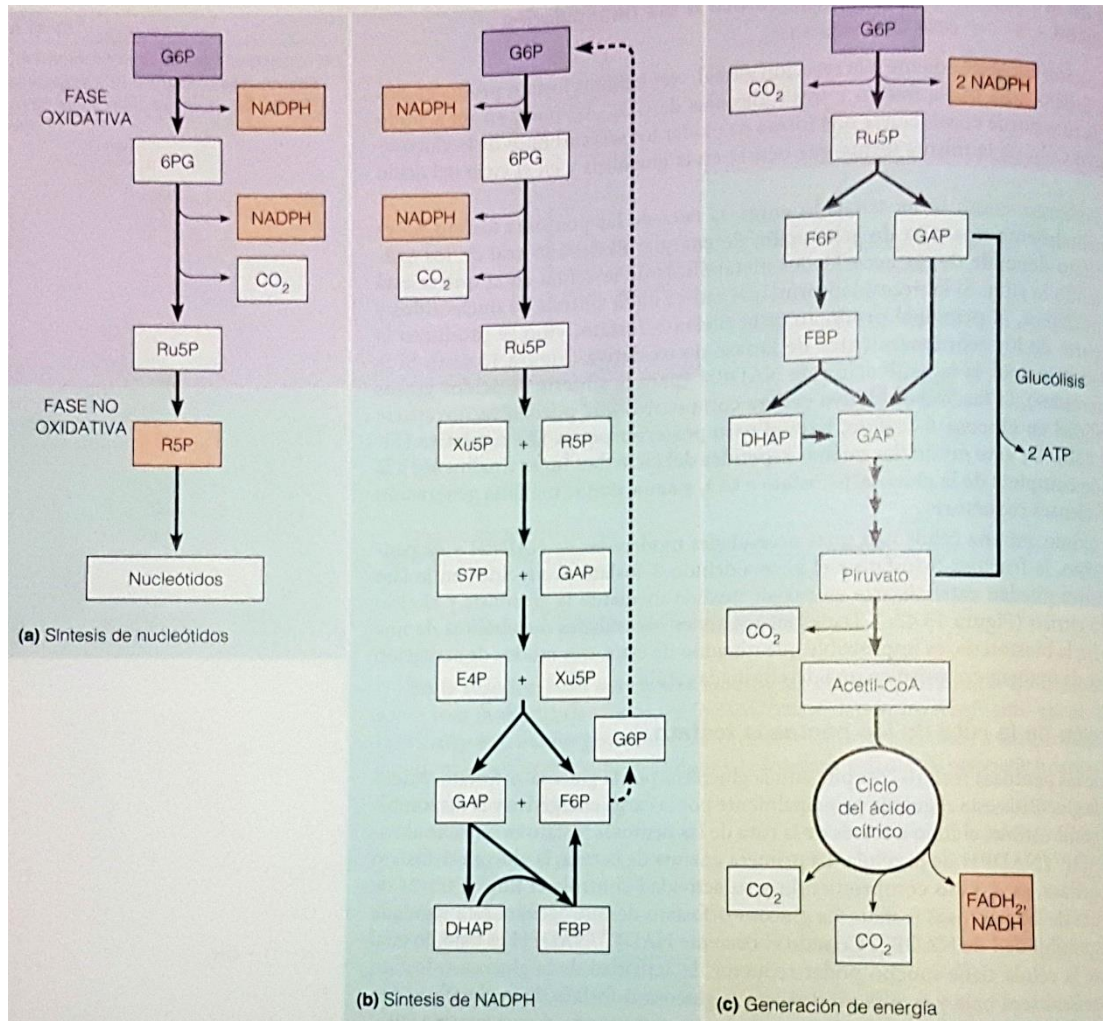 G6P
FASE
OXIDATIVA
NADPH
6PG
NADPH
CO2
Ru5P
FASE NO
OXIDATIVA
R5P
Nucleótidos
(a) Síntesis de nucleótidos
G6P
NADPH
6PG
NADPH
CO2
Ru5P
Xu5P + R5P
S7P + GAP
E4P + Xu5P
G6P
GAP + F6P
DHAP FBP
(b) Síntesis de NADPH
G6P
CO2 2 NADPH
Ru5P
F6P GAP
FBP
Glucólisis
DHAP GAP
2 ATP
Piruvato
CO2
Acetil-CoA
Ciclo
del ácido
cítrico
CO2
FADH2,
NADH
CO2
(c) Generación de energía